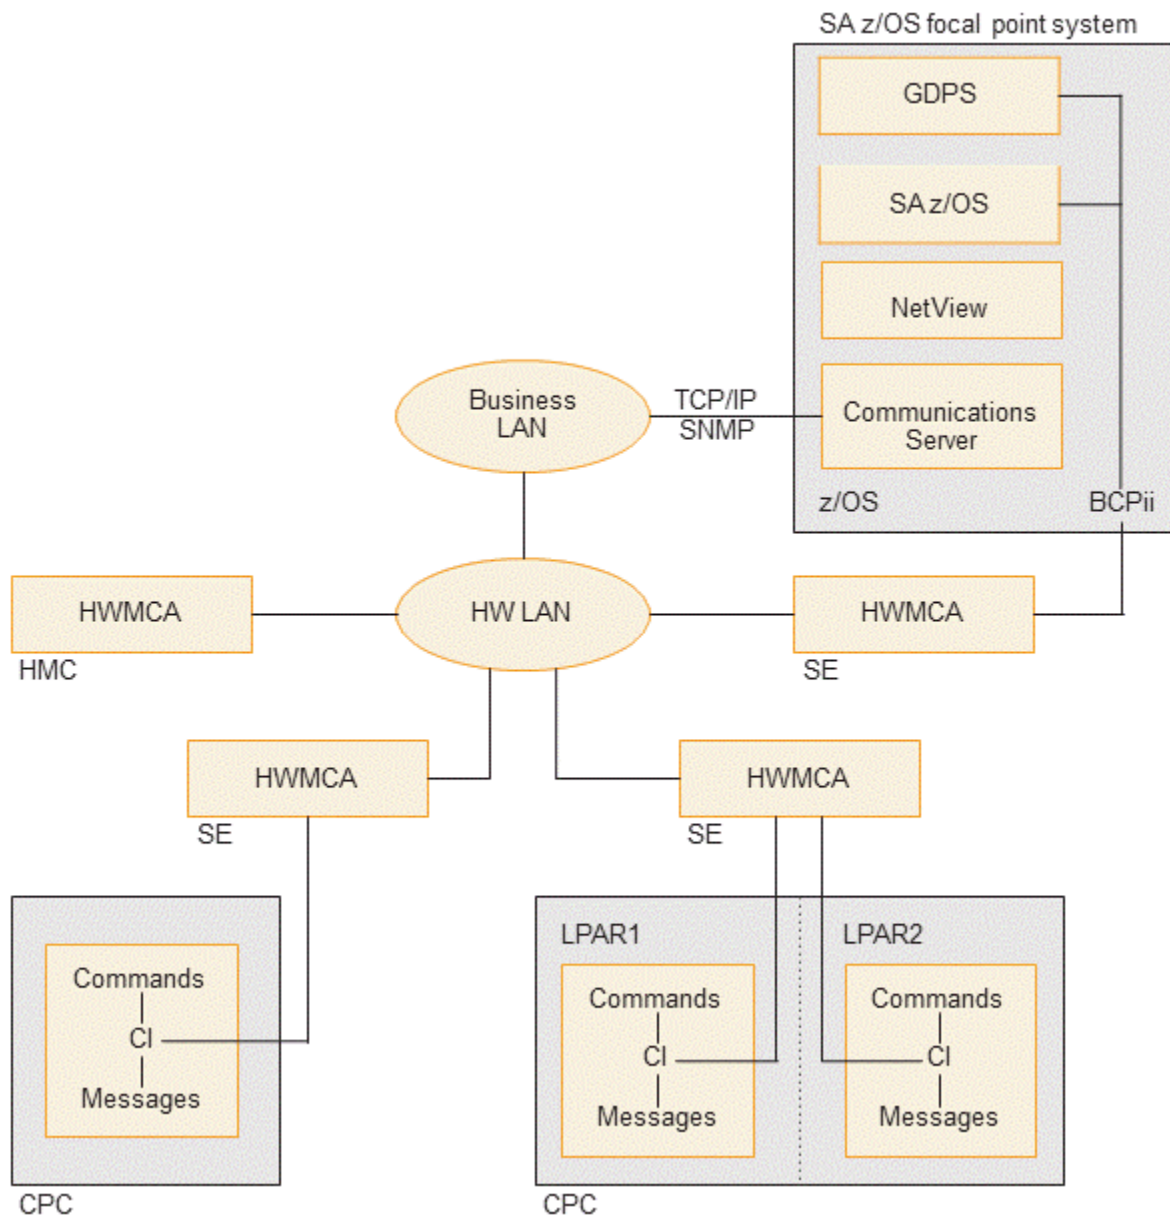 SA z/OS focal point system
GDPS
SA z/OS
NetView
Business
LAN
TCP/IP
SNMP
Communications
Server
z/OS
BCPii
HWMCA
HMC
HW LAN
HWMCA
SE
HWMCA
SE
HWMCA
SE
Commands
CI
Messages
CPC
LPAR1
Commands
CI
Messages
LPAR2
Commands
CI
Messages
CPC